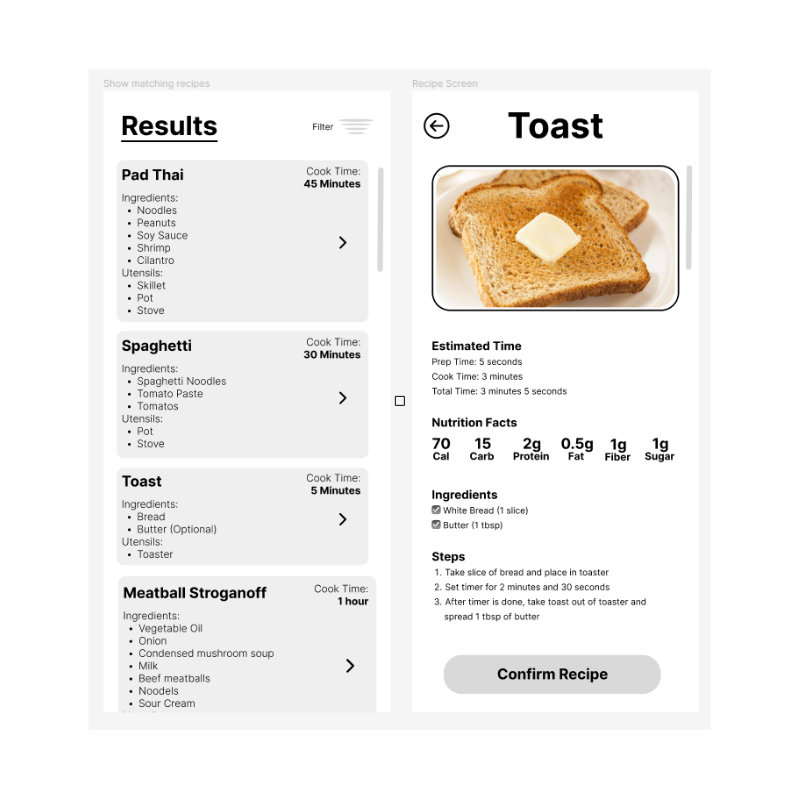 Show matching recipes
Results
Filter
Pad Thai
Cook Time:
45 Minutes
Ingredients:
• Noodles
• Peanuts
• Soy Sauce
• Shrimp
• Cilantro
Utensils:
• Skillet
• Pot
• Stove
Spaghetti
Cook Time:
30 Minutes
Ingredients:
• Spaghetti Noodles
• Tomato Paste
• Tomatos
Utensils:
• Pot
• Stove
Toast
Cook Time:
5 Minutes
Ingredients:
• Bread
• Butter (Optional)
Utensils:
• Toaster
Meatball Stroganoff
Cook Time:
1 hour
Ingredients:
• Vegetable Oil
• Onion
• Condensed mushroom soup
• Milk
• Beef meatballs
• Noodels
• Sour Cream
Recipe Screen
Toast
Estimated Time
Prep Time: 5 seconds
Cook Time: 3 minutes
Total Time: 3 minutes 5 seconds
Nutrition Facts
70 15 2g 0.5g 1g 1g
Cal Carb Protein Fat Fiber Sugar
Ingredients
White Bread (1 slice)
Butter (1 tbsp)
Steps
1. Take slice of bread and place in toaster
2. Set timer for 2 minutes and 30 seconds
3. After timer is done, take toast out of toaster and
spread 1 tbsp of butter
Confirm Recipe